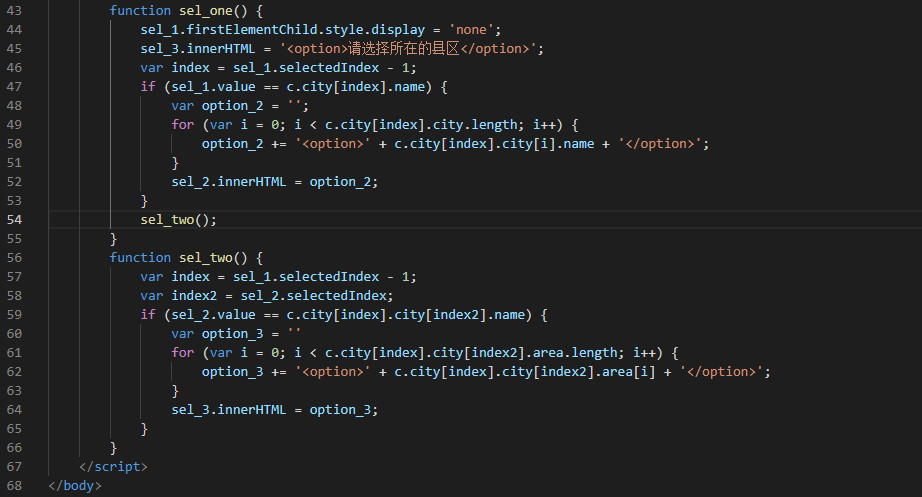 43 function sel_one() {
44 sel_1.firstElementChild.style.display = 'none';
45 sel_3.innerHTML = '<option>请选择所在的县区</option>';
46 var index = sel_1.selectedIndex - 1;
47 if (sel_1.value == c.city[index].name) {
48 var option_2 = '';
49 for (var i = 0; i < c.city[index].city.length; i++) {
50 option_2 += '<option>' + c.city[index].city[i].name + '</option>';
51 }
52 sel_2.innerHTML = option_2;
53 }
54 sel_two();
55 }
56 function sel_two() {
57 var index = sel_1.selectedIndex - 1;
58 var index2 = sel_2.selectedIndex;
59 if (sel_2.value == c.city[index].city[index2].name) {
60 var option_3 = ''
61 for (var i = 0; i < c.city[index].city[index2].area.length; i++) {
62 option_3 += '<option>' + c.city[index].city[index2].area[i] + '</option>';
63 }
64 sel_3.innerHTML = option_3;
65 }
66 }
67 </script>
68 </body>